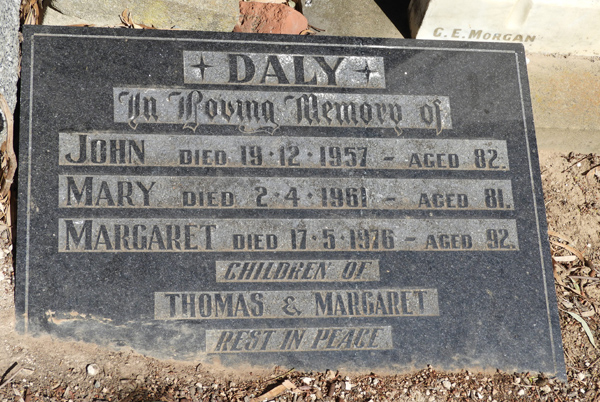 G. E. MORGAN
DALY
In Loving Memory of
JOHN DIED 19·12·1957 – AGED 82.
MARY DIED 2·4·1961 – AGED 81.
MARGARET DIED 17·5·1976 – AGED 92.
CHILDREN OF
THOMAS & MARGARET
REST IN PEACE